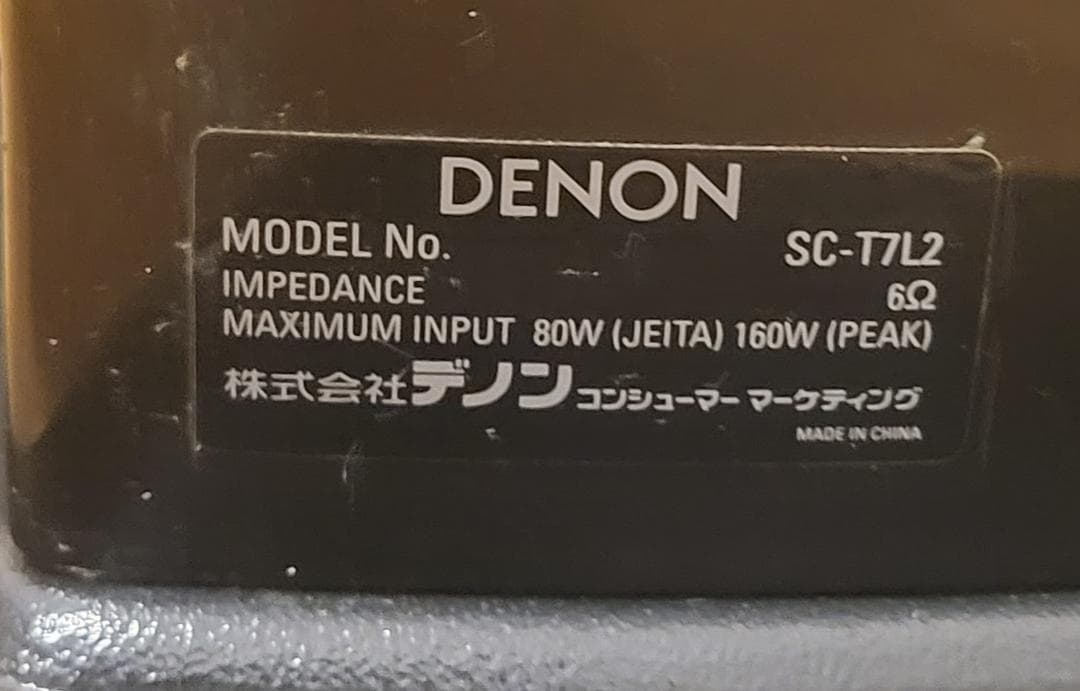 DENON
MODEL No. SC-T7L2
IMPEDANCE 6Ω
MAXIMUM INPUT 80W (JEITA) 160W (PEAK)
株式会社デノン コンシューマー マーケティング
MADE IN CHINA